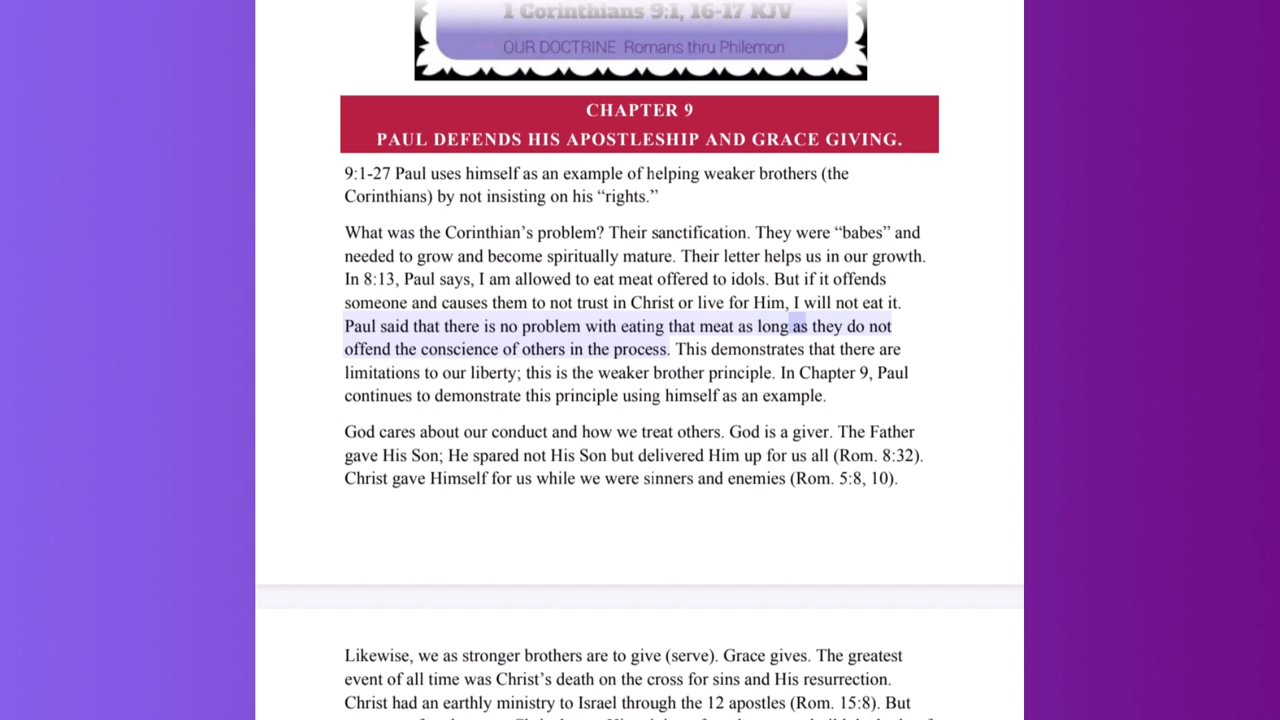 1 Corinthians 9:1, 16-17 KJV
OUR DOCTRINE Romans thru Philemon
CHAPTER 9
PAUL DEFENDS HIS APOSTLESHIP AND GRACE GIVING.
9:1-27 Paul uses himself as an example of helping weaker brothers (the
Corinthians) by not insisting on his “rights.”
What was the Corinthian’s problem? Their sanctification. They were “babes” and
needed to grow and become spiritually mature. Their letter helps us in our growth.
In 8:13, Paul says, I am allowed to eat meat offered to idols. But if it offends
someone and causes them to not trust in Christ or live for Him, I will not eat it.
Paul said that there is no problem with eating that meat as long as they do not
offend the conscience of others in the process. This demonstrates that there are
limitations to our liberty; this is the weaker brother principle. In Chapter 9, Paul
continues to demonstrate this principle using himself as an example.
God cares about our conduct and how we treat others. God is a giver. The Father
gave His Son; He spared not His Son but delivered Him up for us all (Rom. 8:32).
Christ gave Himself for us while we were sinners and enemies (Rom. 5:8, 10).
Likewise, we as stronger brothers are to give (serve). Grace gives. The greatest
event of all time was Christ’s death on the cross for sins and His resurrection.
Christ had an earthly ministry to Israel through the 12 apostles (Rom. 15:8). But